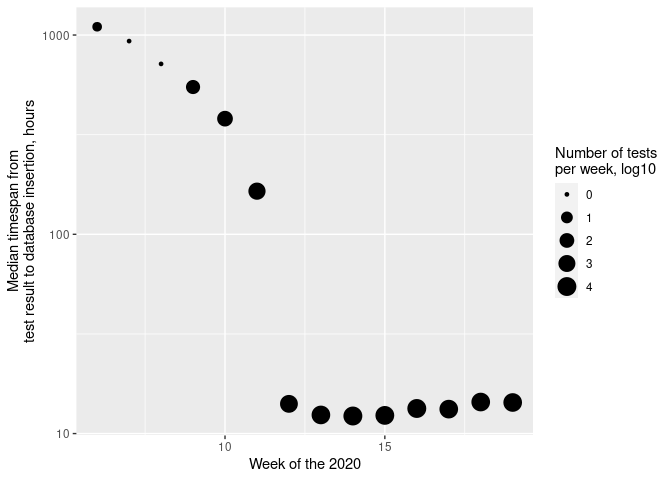 1000
100
10
10
15
Median timespan from
test result to database insertion, hours
Week of the 2020
Number of tests
per week, log10
0
1
2
3
4